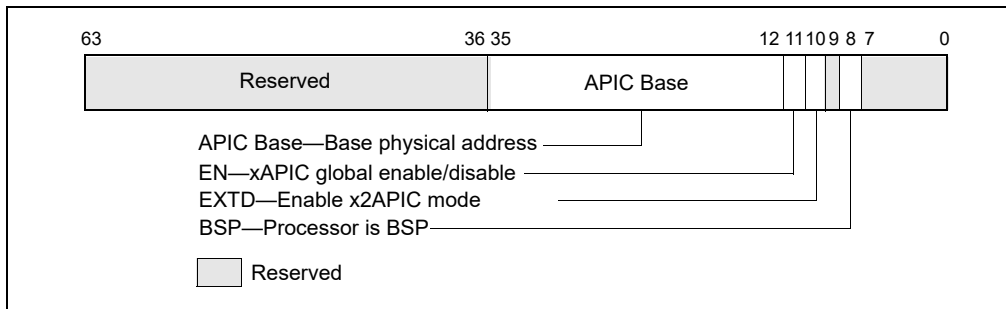 63 36 35 12 11 10 9 8 7 0
Reserved APIC Base
APIC Base—Base physical address
EN—xAPIC global enable/disable
EXTD—Enable x2APIC mode
BSP—Processor is BSP
Reserved